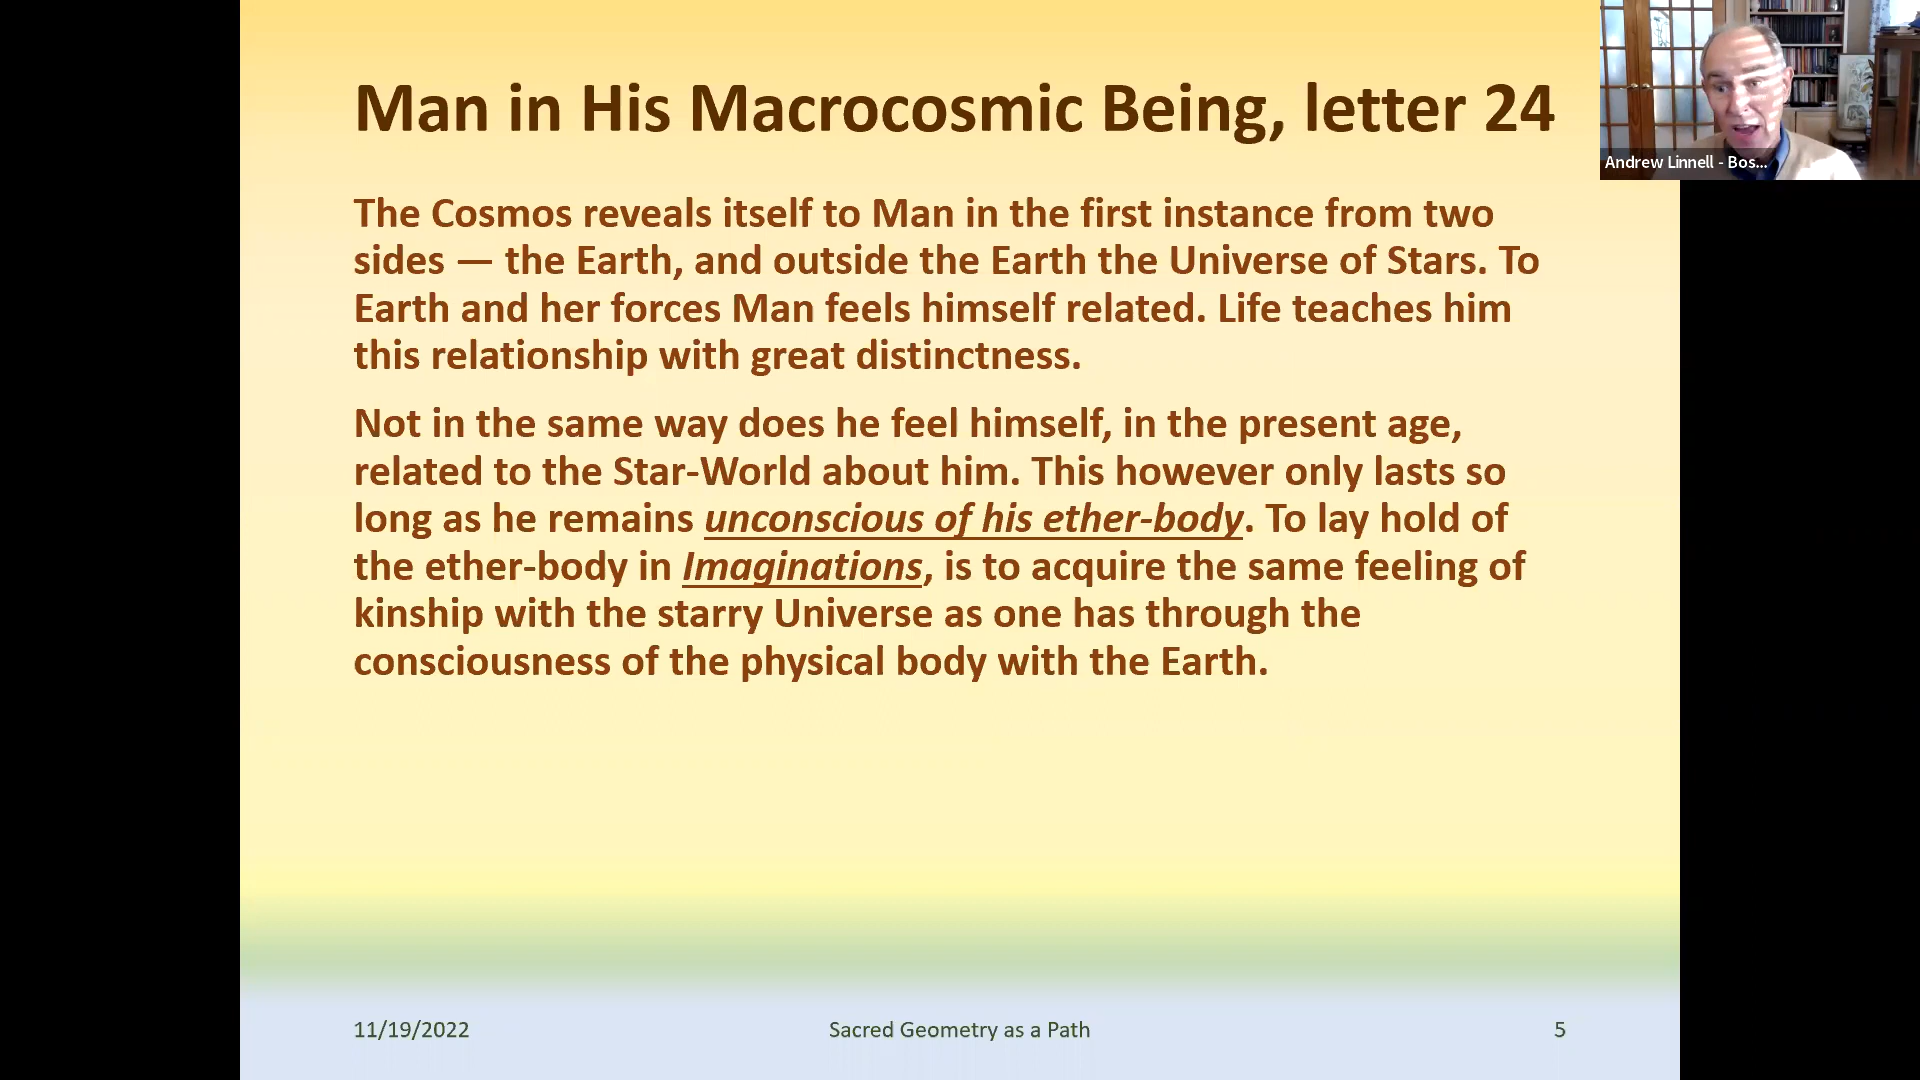 Man in His Macrocosmic Being, letter 24
Andrew Linnell - Bos...
The Cosmos reveals itself to Man in the first instance from two
sides — the Earth, and outside the Earth the Universe of Stars. To
Earth and her forces Man feels himself related. Life teaches him
this relationship with great distinctness.
Not in the same way does he feel himself, in the present age,
related to the Star-World about him. This however only lasts so
long as he remains unconscious of his ether-body. To lay hold of
the ether-body in Imaginations, is to acquire the same feeling of
kinship with the starry Universe as one has through the
consciousness of the physical body with the Earth.
11/19/2022
Sacred Geometry as a Path
5